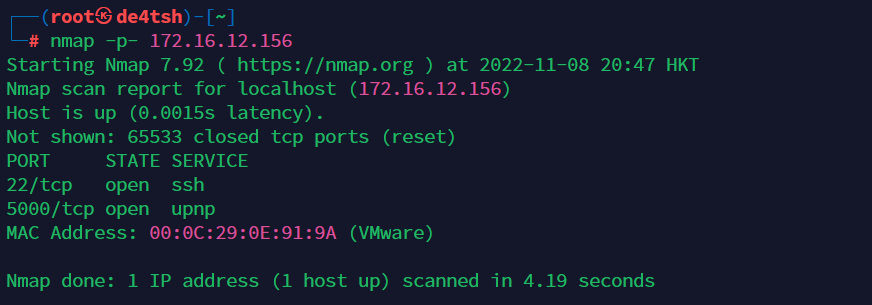 ┌──(root㉿de4tsh)-[~]
└─# nmap -p- 172.16.12.156
Starting Nmap 7.92 ( https://nmap.org ) at 2022-11-08 20:47 HKT
Nmap scan report for localhost (172.16.12.156)
Host is up (0.0015s latency).
Not shown: 65533 closed tcp ports (reset)
PORT     STATE SERVICE
22/tcp   open  ssh
5000/tcp open  upnp
MAC Address: 00:0C:29:0E:91:9A (VMware)
Nmap done: 1 IP address (1 host up) scanned in 4.19 seconds